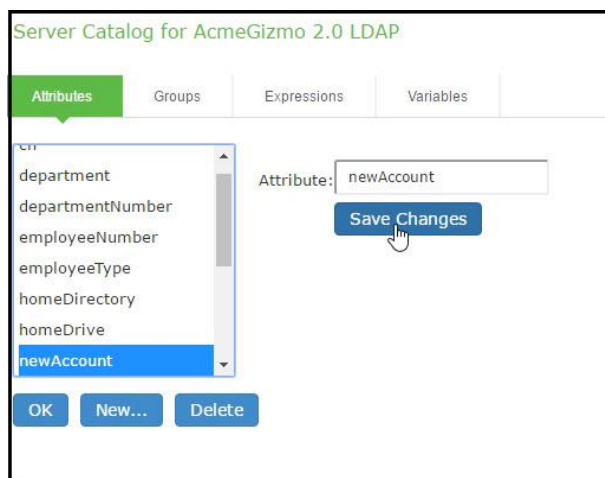 Server Catalog for AcmeGizmo 2.0 LDAP
Attributes Groups Expressions Variables
cn
department
departmentNumber
employeeNumber
employeeType
homeDirectory
homeDrive
newAccount
Attribute: newAccount
Save Changes
OK New... Delete